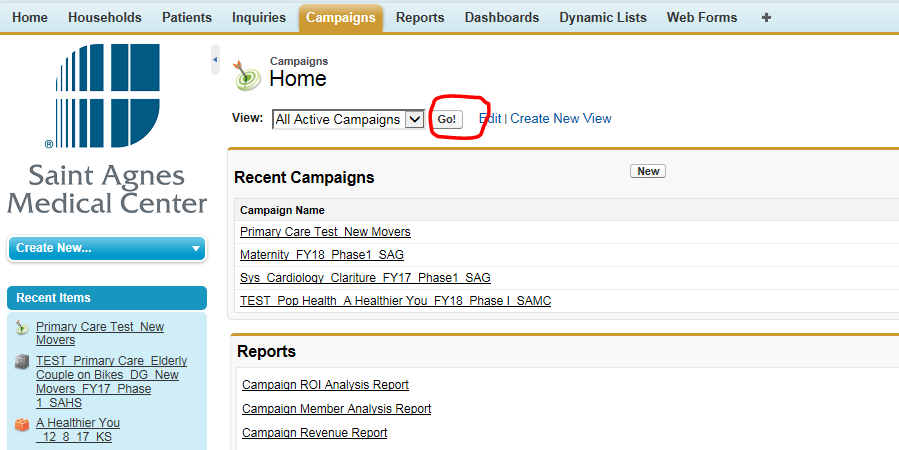 Home Households Patients Inquiries Campaigns Reports Dashboards Dynamic Lists Web Forms +
®
Saint Agnes
Medical Center
Create New...
Recent Items
Primary Care Test_New
Movers
TEST_Primary Care_Elderly
Couple on Bikes_DG_New
Movers_FY17_Phase
1_SAHS
A Healthier You
_12_8_17_KS
Campaigns
Home
View: All Active Campaigns Go! Edit | Create New View
Recent Campaigns New
Campaign Name
Primary Care Test_New Movers
Maternity_FY18_Phase1_SAG
Sys_Cardiology_Clariture_FY17_Phase1_SAG
TEST_Pop Health_A Healthier You_FY18_Phase I_SAMC
Reports
Campaign ROI Analysis Report
Campaign Member Analysis Report
Campaign Revenue Report